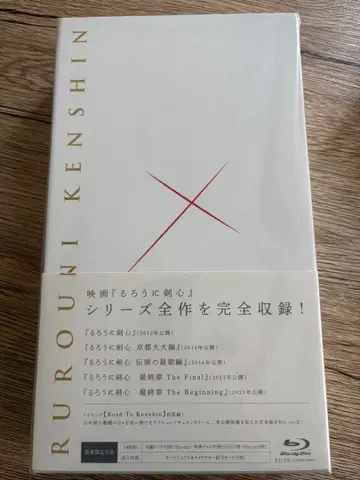 RUROUNI KENSHIN
映画『るろうに剣心』
シリーズ全作を完全収録!
『るろうに剣心』(2012年公開)
『るろうに剣心 京都大火編』(2014年公開)
『るろうに剣心 伝説の最期編』(2014年公開)
『るろうに剣心 最終章 The Final』(2021年公開)
『るろうに剣心 最終章 The Beginning』(2021年公開)
【Road To Kenshin】
数量限定生産
Blu-ray Disc